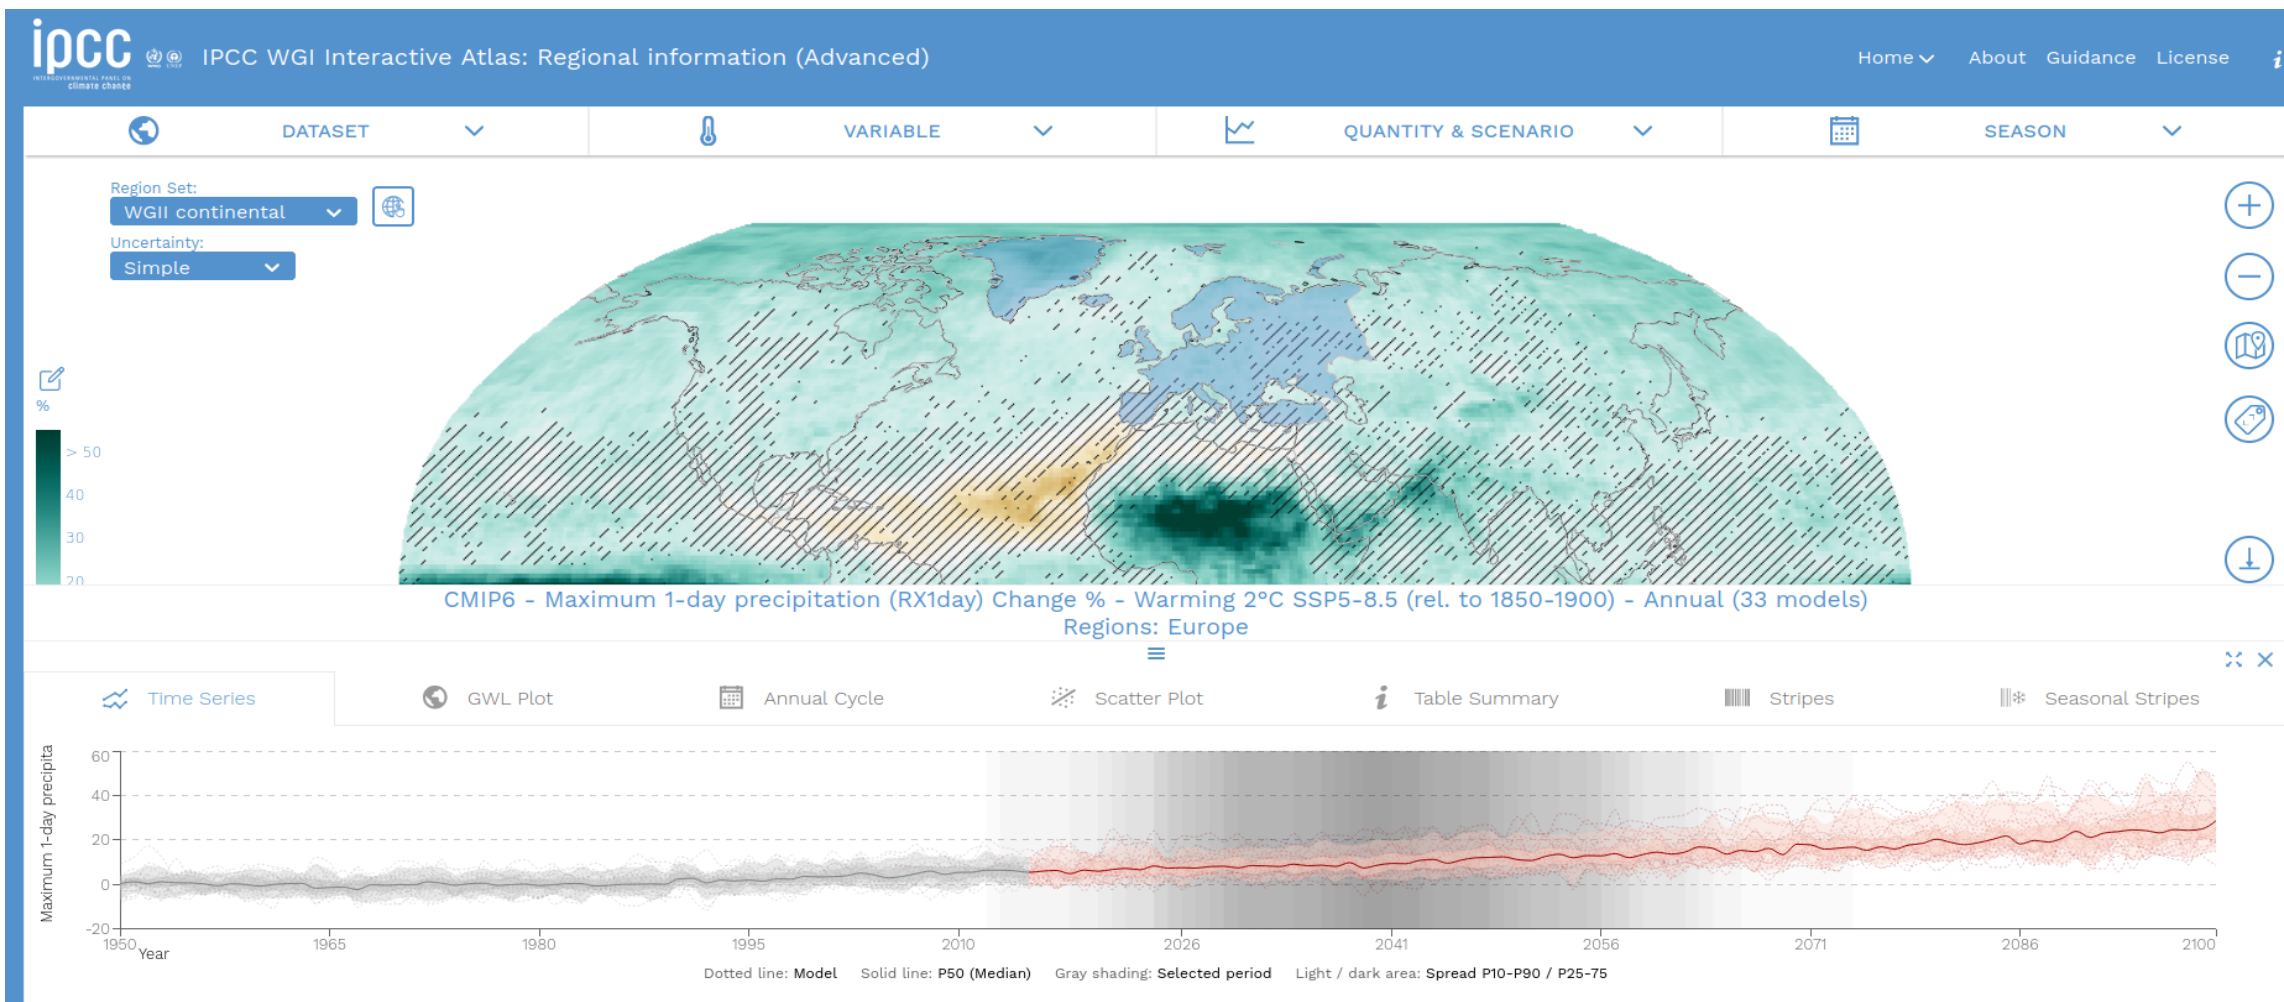 ipcc
INTERGOVERNMENTAL PANEL ON
climate change
IPCC WGI Interactive Atlas: Regional information (Advanced)
Home About Guidance License i
DATASET VARIABLE QUANTITY & SCENARIO SEASON
Region Set:
WGII continental
Uncertainty:
Simple
%
> 50
40
30
20
CMIP6 - Maximum 1-day precipitation (RX1day) Change % - Warming 2°C SSP5-8.5 (rel. to 1850-1900) - Annual (33 models)
Regions: Europe
Time Series GWL Plot Annual Cycle Scatter Plot Table Summary Stripes Seasonal Stripes
Maximum 1-day precipita
60
40
20
0
-20
1950 1965 1980 1995 2010 2026 2041 2056 2071 2086 2100
Year
Dotted line: Model Solid line: P50 (Median) Gray shading: Selected period Light / dark area: Spread P10-P90 / P25-75